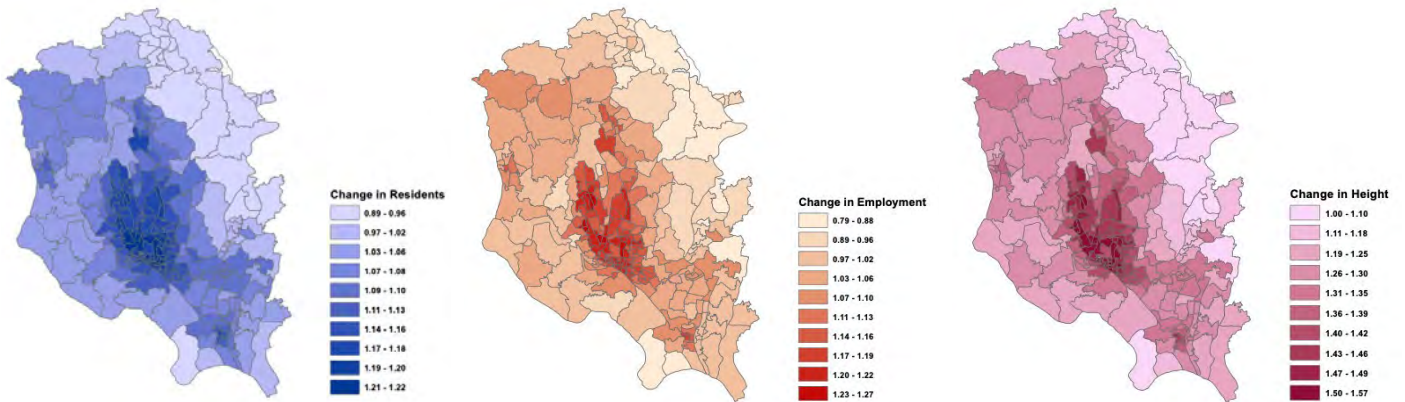 Change in Residents
0.89 - 0.96
0.97 - 1.02
1.03 - 1.06
1.07 - 1.08
1.09 - 1.10
1.11 - 1.13
1.14 - 1.16
1.17 - 1.18
1.19 - 1.20
1.21 - 1.22
Change in Employment
0.79 - 0.88
0.89 - 0.96
0.97 - 1.02
1.03 - 1.06
1.07 - 1.10
1.11 - 1.13
1.14 - 1.16
1.17 - 1.19
1.20 - 1.22
1.23 - 1.27
Change in Height
1.00 - 1.10
1.11 - 1.18
1.19 - 1.25
1.26 - 1.30
1.31 - 1.35
1.36 - 1.39
1.40 - 1.42
1.43 - 1.46
1.47 - 1.49
1.50 - 1.57